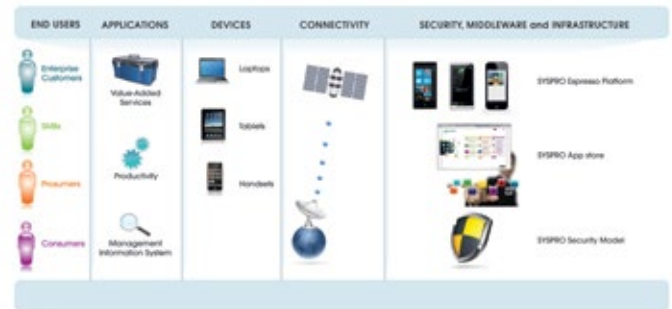 END USERS
APPLICATIONS
DEVICES
CONNECTIVITY
SECURITY, MIDDLEWARE and INFRASTRUCTURE
Enterprise
Customers
SMBs
Prosumers
Consumers
Value-Added
Services
Productivity
Management
Information System
Laptops
Tablets
Handsets
SYSPRO Espresso Platform
SYSPRO App store
SYSPRO Security Model